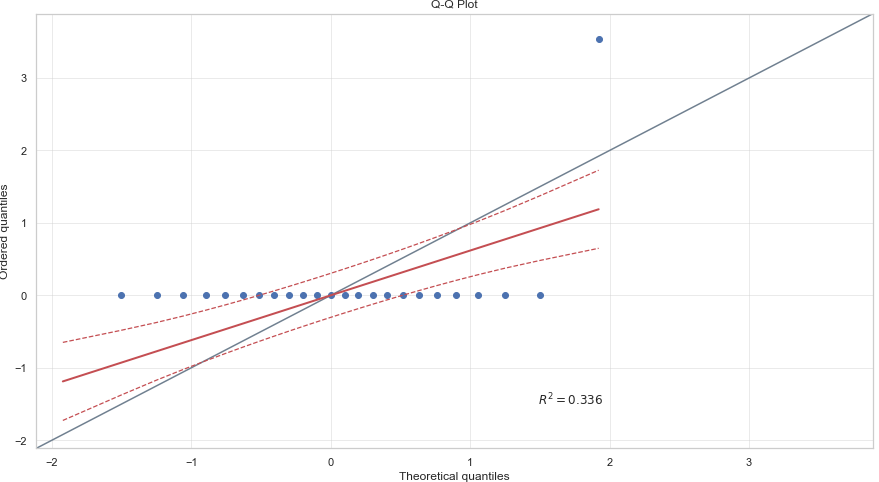 Q-Q Plot
Ordered quantiles
3
2
1
0
−1
−2
R² = 0.336
−2 −1 0 1 2 3
Theoretical quantiles